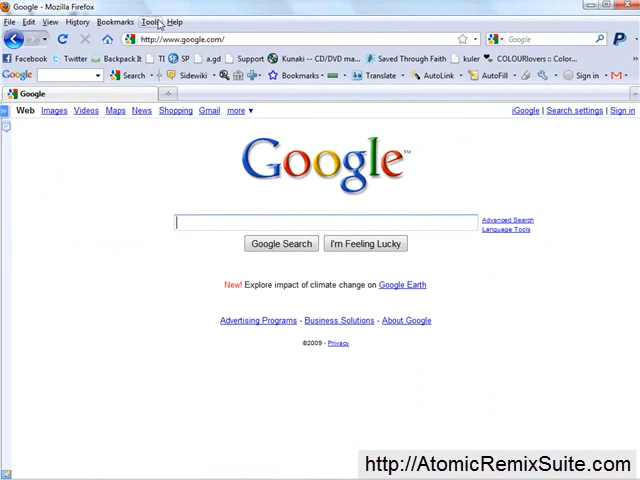 Google - Mozilla Firefox
File Edit View History Bookmarks Tools Help
http://www.google.com/ Google
Facebook Twitter Backpack It TI SP a.gd Support Kunaki -- CD/DVD ma... Saved Through Faith kuler COLOURlovers :: Color...
Google Search Sidewiki Bookmarks Translate AutoLink AutoFill Sign in
Google
Web Images Videos Maps News Shopping Gmail more iGoogle | Search settings | Sign in
Google™
Advanced Search
Language Tools
Google Search I'm Feeling Lucky
New! Explore impact of climate change on Google Earth
Advertising Programs - Business Solutions - About Google
©2009 - Privacy
http://AtomicRemixSuite.com/